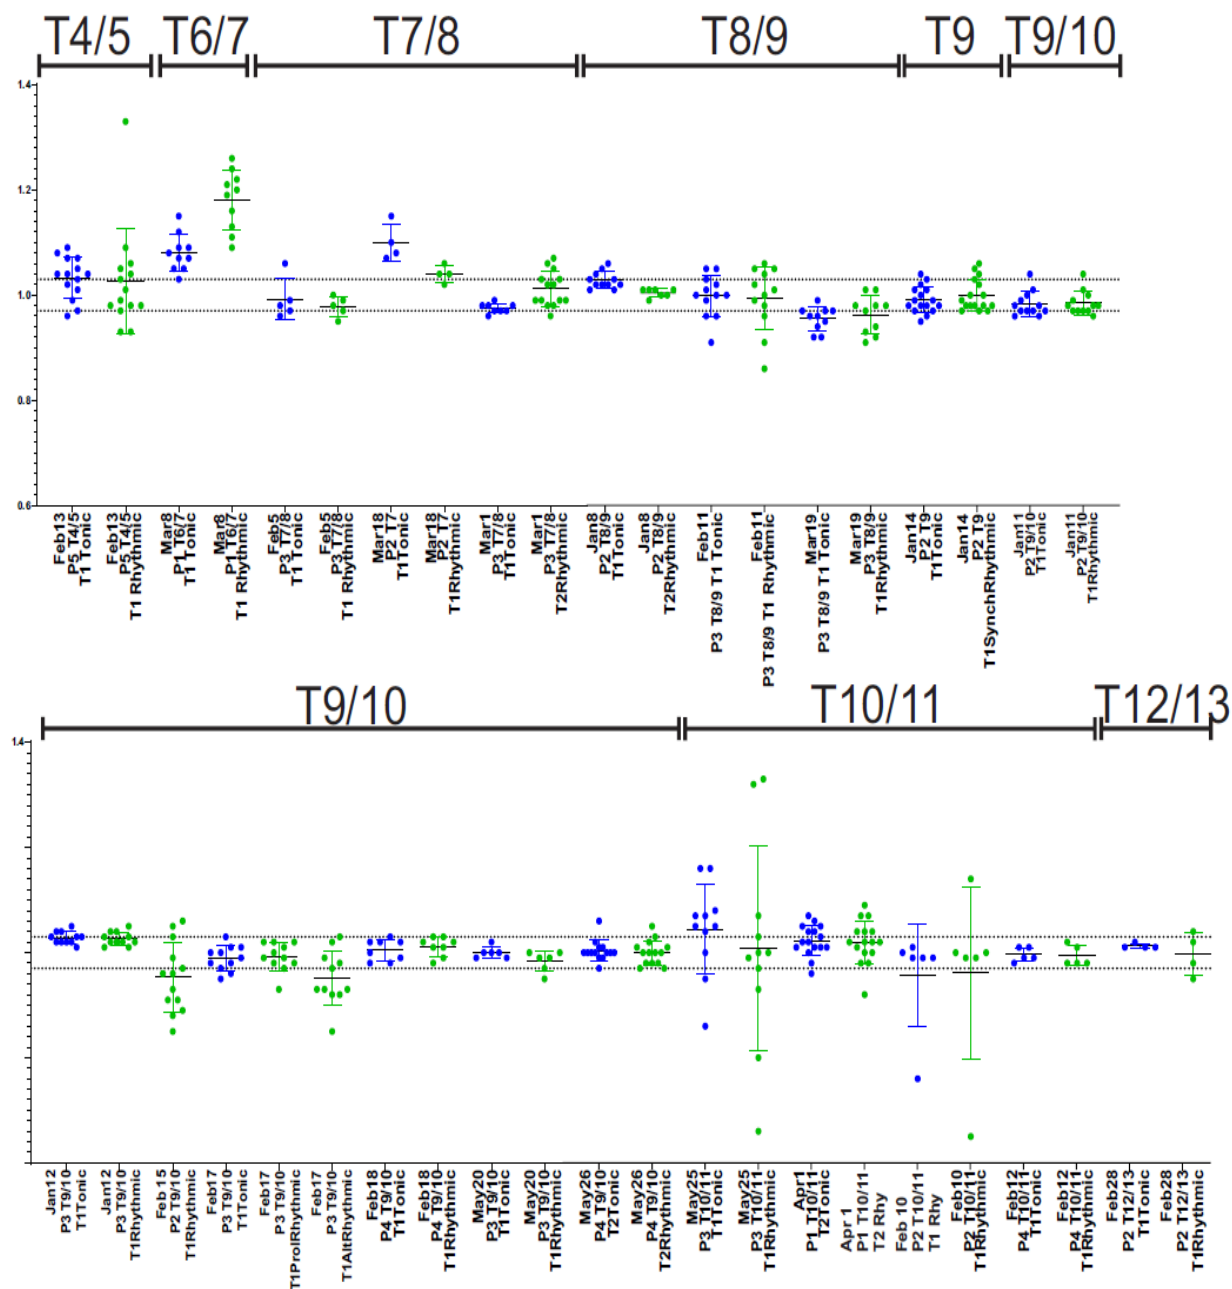 T4/5 T6/7 T7/8 T8/9 T9 T9/10
1.4
1.2
1.0
0.8
0.6
Feb13
P5 T4/5
T1 Tonic
Feb13
P5 T4/5
T1 Rhythmic
Mar8
P1 T6/7
T1 Tonic
Mar8
P1 T6/7
T1 Rhythmic
Feb5
P3 T7/8
T1 Tonic
Feb5
P3 T7/8
T1 Rhythmic
Mar18
P2 T7
T1Tonic
Mar18
P2 T7
T1Rhythmic
Mar1
P3 T7/8
T1Tonic
Mar1
P3 T7/8
T2Rhythmic
Jan8
P2 T8/9
T1Tonic
Jan8
P2 T8/9
T2Rhythmic
Feb11
P3 T8/9 T1 Tonic
Feb11
P3 T8/9 T1 Rhythmic
Mar19
P3 T8/9 T1 Tonic
Mar19
P3 T8/9
T1Rhythmic
Jan14
P2 T9
T1Tonic
Jan14
P2 T9
T1SynchRhythmic
Jan11
P2 T9/10
T1Tonic
Jan11
P2 T9/10
T1Rhythmic
T9/10 T10/11 T12/13
1.4
Jan12
P3 T9/10
T1Tonic
Jan12
P3 T9/10
T1Rhythmic
Feb 15
P2 T9/10
T1Rhythmic
Feb17
P3 T9/10
T1Tonic
Feb17
P3 T9/10
T1ProlRhythmic
Feb17
P3 T9/10
T1AltRhythmic
Feb18
P4 T9/10
T1Tonic
Feb18
P4 T9/10
T1Rhythmic
May20
P3 T9/10
T1Tonic
May20
P3 T9/10
T1Rhythmic
May26
P4 T9/10
T2Tonic
May26
P4 T9/10
T2Rhythmic
May25
P3 T10/11
T1Tonic
May25
P3 T10/11
T1Rhythmic
Apr1
P1 T10/11
T2Tonic
Apr 1
P1 T10/11
T2 Rhy
Feb 10
P2 T10/11
T1 Rhy
Feb10
P2 T10/11
T1Rhythmic
Feb12
P4 T10/11
T1Tonic
Feb12
P4 T10/11
T1Rhythmic
Feb28
P2 T12/13
T1Tonic
Feb28
P2 T12/13
T1Rhythmic